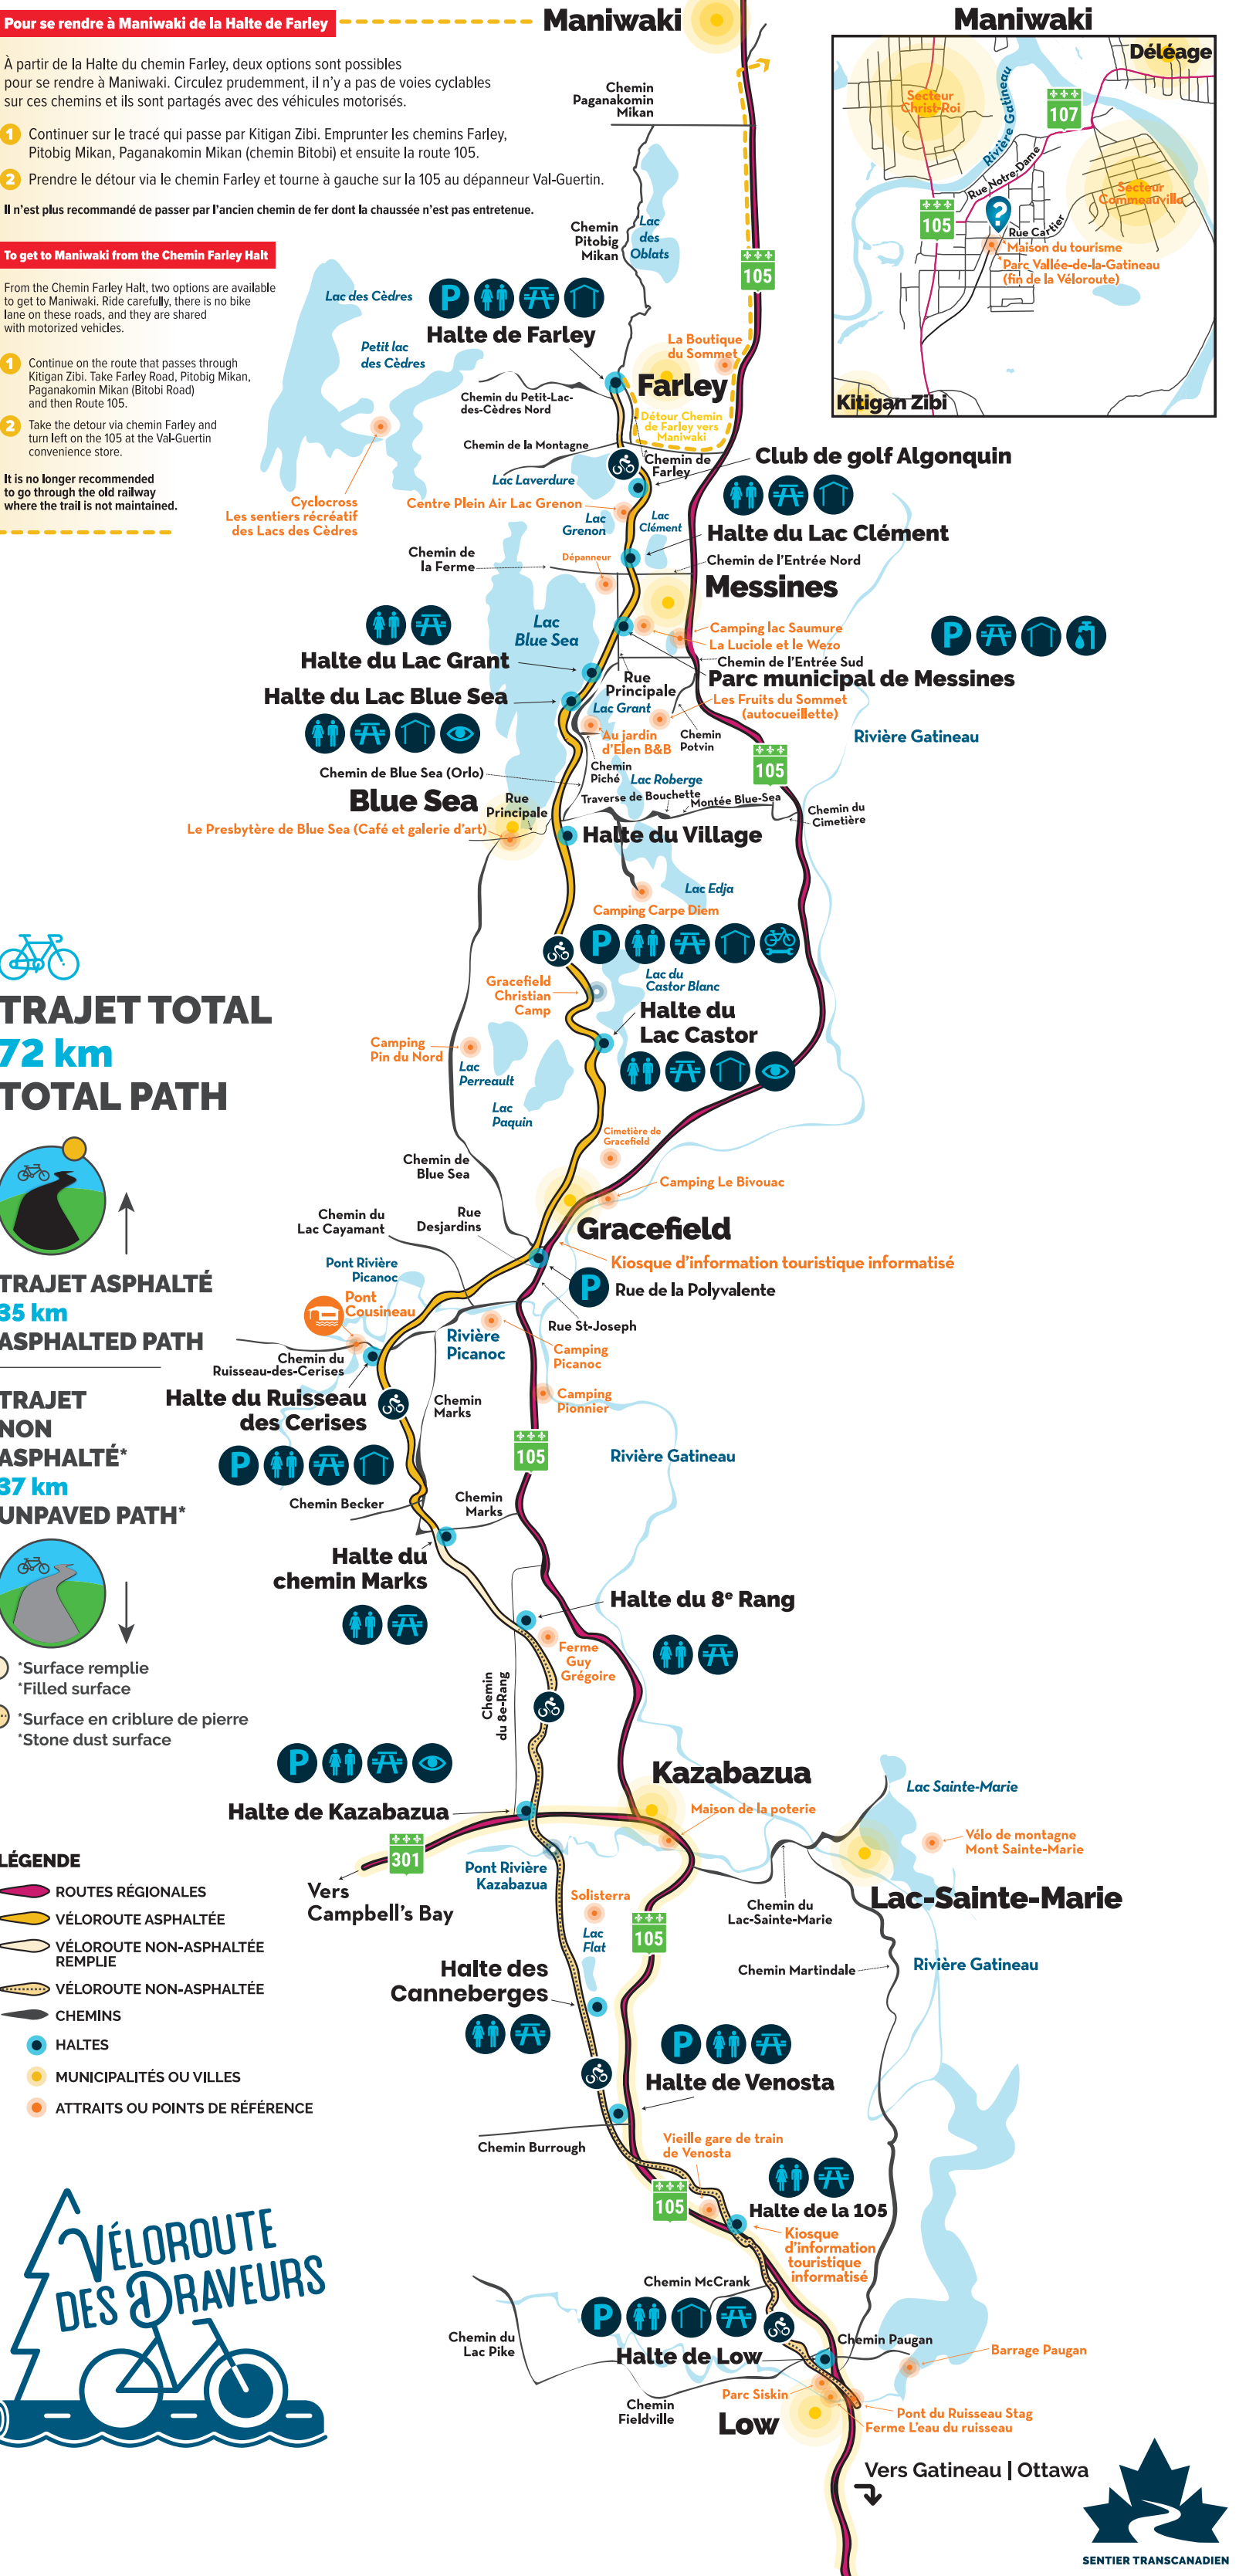 Pour se rendre à Maniwaki de la Halte de Farley
À partir de la Halte du chemin Farley, deux options sont possibles
pour se rendre à Maniwaki. Circulez prudemment, il n'y a pas de voies cyclables
sur ces chemins et ils sont partagés avec des véhicules motorisés.
1 Continuer sur le tracé qui passe par Kitigan Zibi. Emprunter les chemins Farley,
Pitobig Mikan, Paganakomin Mikan (chemin Bitobi) et ensuite la route 105.
2 Prendre le détour via le chemin Farley et tourne à gauche sur la 105 au dépanneur Val-Guertin.
Il n'est plus recommandé de passer par l'ancien chemin de fer dont la chaussée n'est pas entretenue.
To get to Maniwaki from the Chemin Farley Halt
From the Chemin Farley Halt, two options are available
to get to Maniwaki. Ride carefully, there is no bike
lane on these roads, and they are shared
with motorized vehicles.
1 Continue on the route that passes through
Kitigan Zibi. Take Farley Road, Pitobig Mikan,
Paganakomin Mikan (Bitobi Road)
and then Route 105.
2 Take the detour via chemin Farley and
turn left on the 105 at the Val-Guertin
convenience store.
It is no longer recommended
to go through the old railway
where the trail is not maintained.
Maniwaki
Maniwaki
Déléage
Secteur
Christ-Roi
Rivière Gatineau
107
Rue Notre-Dame
Secteur
Commeauville
105
?
Rue Cartier
Maison du tourisme
Parc Vallée-de-la-Gatineau
(fin de la Véloroute)
Kitigan Zibi
Chemin
Paganakomin
Mikan
Chemin
Pitobig
Mikan
Lac
des
Oblats
105
Lac des Cèdres
P
Halte de Farley
Petit lac
des Cèdres
La Boutique
du Sommet
Farley
Chemin du Petit-Lac-
des-Cèdres Nord
Détour Chemin
de Farley vers
Maniwaki
Chemin de la Montagne
Chemin de
Farley
Club de golf Algonquin
Lac Laverdure
Cyclocross
Les sentiers récréatif
des Lacs des Cèdres
Centre Plein Air Lac Grenon
Lac
Grenon
Lac
Clément
Halte du Lac Clément
Chemin de
la Ferme
Dépanneur
Chemin de l'Entrée Nord
Messines
Lac
Blue Sea
Camping lac Saumure
La Luciole et le Wezo
P
Halte du Lac Grant
Chemin de l'Entrée Sud
Parc municipal de Messines
Rue
Principale
Halte du Lac Blue Sea
Lac Grant
Les Fruits du Sommet
(autocueillette)
Au jardin
d'Elen B&B
Chemin
Potvin
Rivière Gatineau
105
Chemin
Piché
Chemin de Blue Sea (Orlo)
Lac Roberge
Blue Sea
Rue
Principale
Traverse de Bouchette
Montée Blue-Sea
Chemin du
Cimetière
Le Presbytère de Blue Sea (Café et galerie d'art)
Halte du Village
Lac Edja
Camping Carpe Diem
P
Gracefield
Christian
Camp
Lac du
Castor Blanc
Halte du
Lac Castor
Camping
Pin du Nord
Lac
Perreault
Lac
Paquin
TRAJET TOTAL
72 km
TOTAL PATH
Cimetière de
Gracefield
Chemin de
Blue Sea
Camping Le Bivouac
Chemin du
Lac Cayamant
Rue
Desjardins
Gracefield
Kiosque d'information touristique informatisé
Pont Rivière
Picanoc
P
Rue de la Polyvalente
Pont
Cousineau
Rue St-Joseph
Rivière
Picanoc
Camping
Picanoc
Chemin du
Ruisseau-des-Cerises
Halte du Ruisseau
des Cerises
Chemin
Marks
Camping
Pionnier
TRAJET ASPHALTÉ
35 km
ASPHALTED PATH
TRAJET
NON
ASPHALTÉ*
37 km
UNPAVED PATH*
*Surface remplie
*Filled surface
*Surface en criblure de pierre
*Stone dust surface
P
105
Rivière Gatineau
Chemin Becker
Chemin
Marks
Halte du
chemin Marks
Halte du 8e Rang
Ferme
Guy
Grégoire
Chemin
du 8e-Rang
P
Kazabazua
Halte de Kazabazua
Maison de la poterie
Lac Sainte-Marie
Vélo de montagne
Mont Sainte-Marie
301
Vers
Campbell's Bay
Pont Rivière
Kazabazua
Solisterra
Lac
Flat
105
Chemin du
Lac-Sainte-Marie
Lac-Sainte-Marie
Chemin Martindale
Rivière Gatineau
Halte des
Canneberges
P
Halte de Venosta
Chemin Burrough
Vieille gare de train
de Venosta
105
Halte de la 105
Kiosque
d'information
touristique
informatisé
Chemin McCrank
P
Chemin du
Lac Pike
Halte de Low
Chemin Paugan
Barrage Paugan
Parc Siskin
Chemin
Fieldville
Low
Pont du Ruisseau Stag
Ferme L'eau du ruisseau
Vers Gatineau | Ottawa
LÉGENDE
ROUTES RÉGIONALES
VÉLOROUTE ASPHALTÉE
VÉLOROUTE NON-ASPHALTÉE
REMPLIE
VÉLOROUTE NON-ASPHALTÉE
CHEMINS
HALTES
MUNICIPALITÉS OU VILLES
ATTRAITS OU POINTS DE RÉFÉRENCE
VÉLOROUTE
DES DRAVEURS
SENTIER TRANSCANADIEN